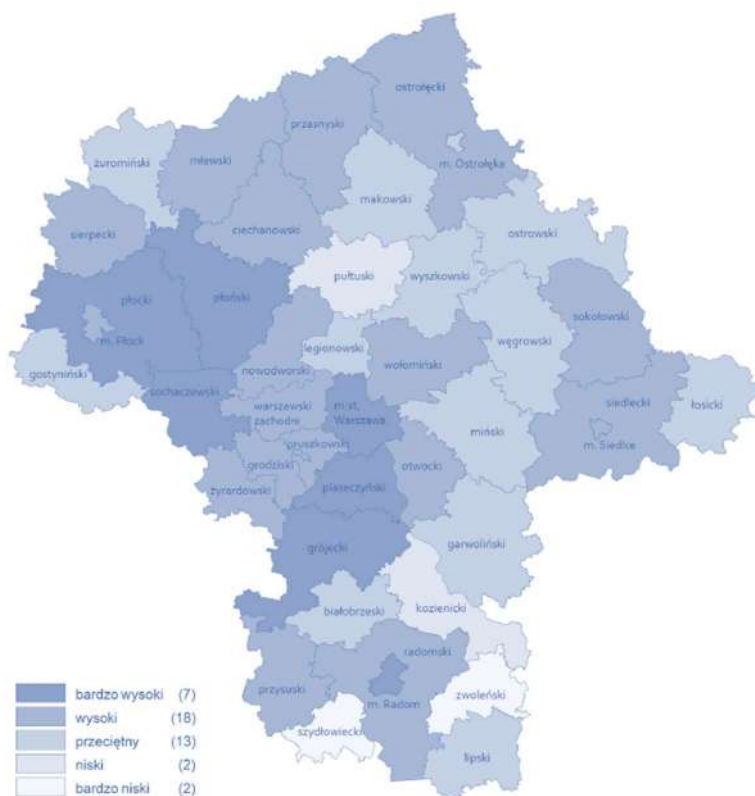 ostrołęcki
przasnyski
m. Ostrołęka
żuromiński
mławski
makowski
ciechanowski
sierpecki
ostrowski
pułtuski
wyszkowski
płocki
płoński
sokołowski
m. Płock
legionowski
węgrowski
wołomiński
gostyniński
nowodworski
sochaczewski
siedlecki
łosicki
warszawski
zachodni
m.st.
Warszawa
miński
m. Siedlce
pruszkowski
grodziski
otwocki
żyrardowski
piaseczyński
grójecki
garwoliński
białobrzeski
kozienicki
radomski
przysuski
zwoleński
m. Radom
szydłowiecki
lipski
bardzo wysoki (7)
wysoki (18)
przeciętny (13)
niski (2)
bardzo niski (2)